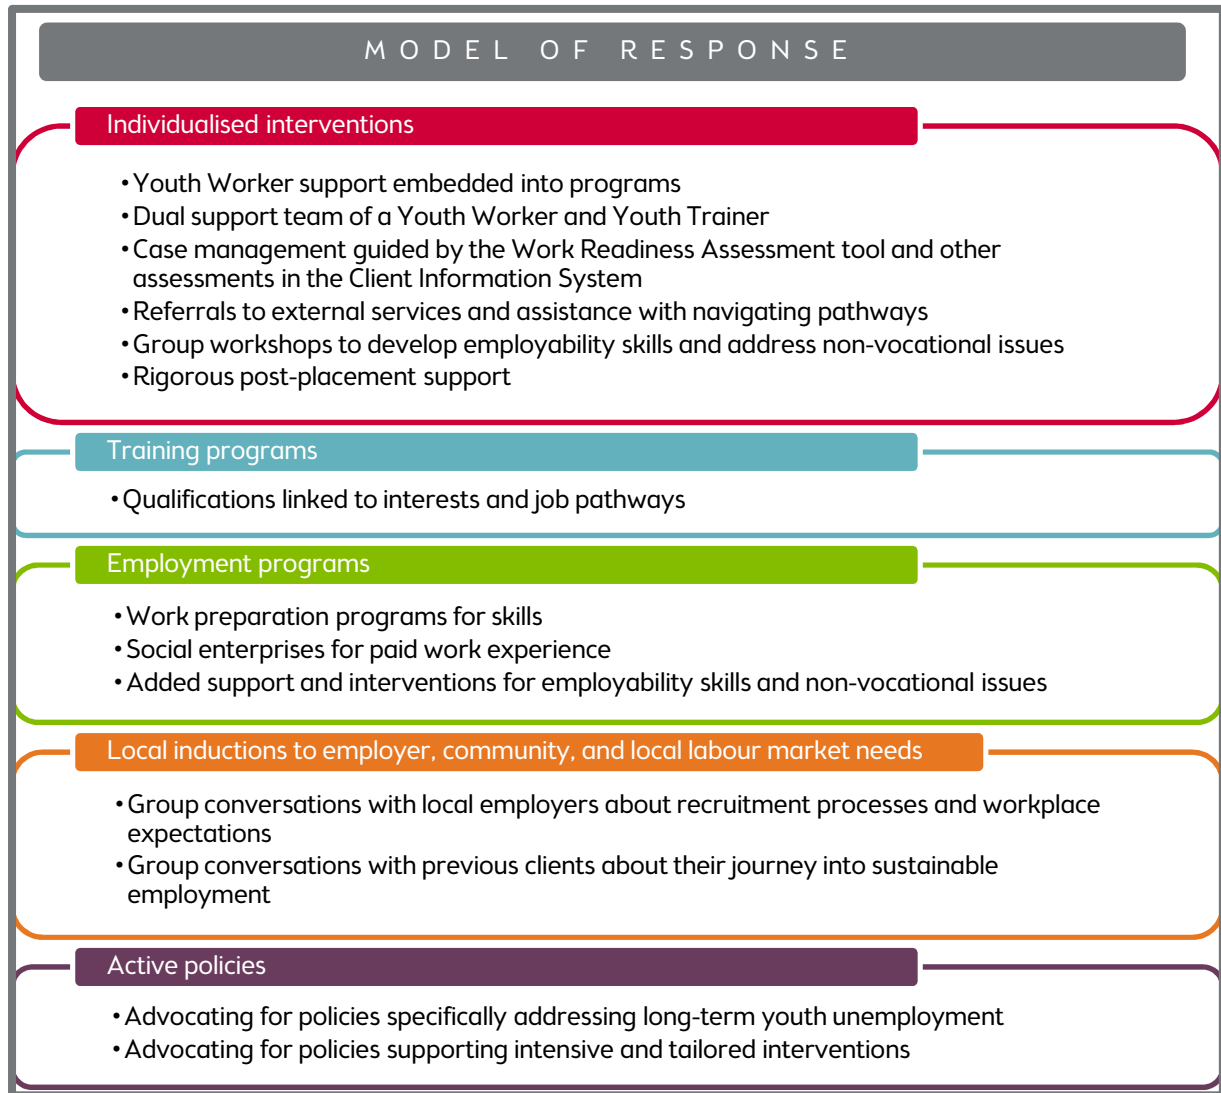 MODEL OF RESPONSE
Individualised interventions
•Youth Worker support embedded into programs
•Dual support team of a Youth Worker and Youth Trainer
•Case management guided by the Work Readiness Assessment tool and other
assessments in the Client Information System
•Referrals to external services and assistance with navigating pathways
•Group workshops to develop employability skills and address non-vocational issues
•Rigorous post-placement support
Training programs
•Qualifications linked to interests and job pathways
Employment programs
•Work preparation programs for skills
•Social enterprises for paid work experience
•Added support and interventions for employability skills and non-vocational issues
Local inductions to employer, community, and local labour market needs
•Group conversations with local employers about recruitment processes and workplace
expectations
•Group conversations with previous clients about their journey into sustainable
employment
Active policies
•Advocating for policies specifically addressing long-term youth unemployment
•Advocating for policies supporting intensive and tailored interventions